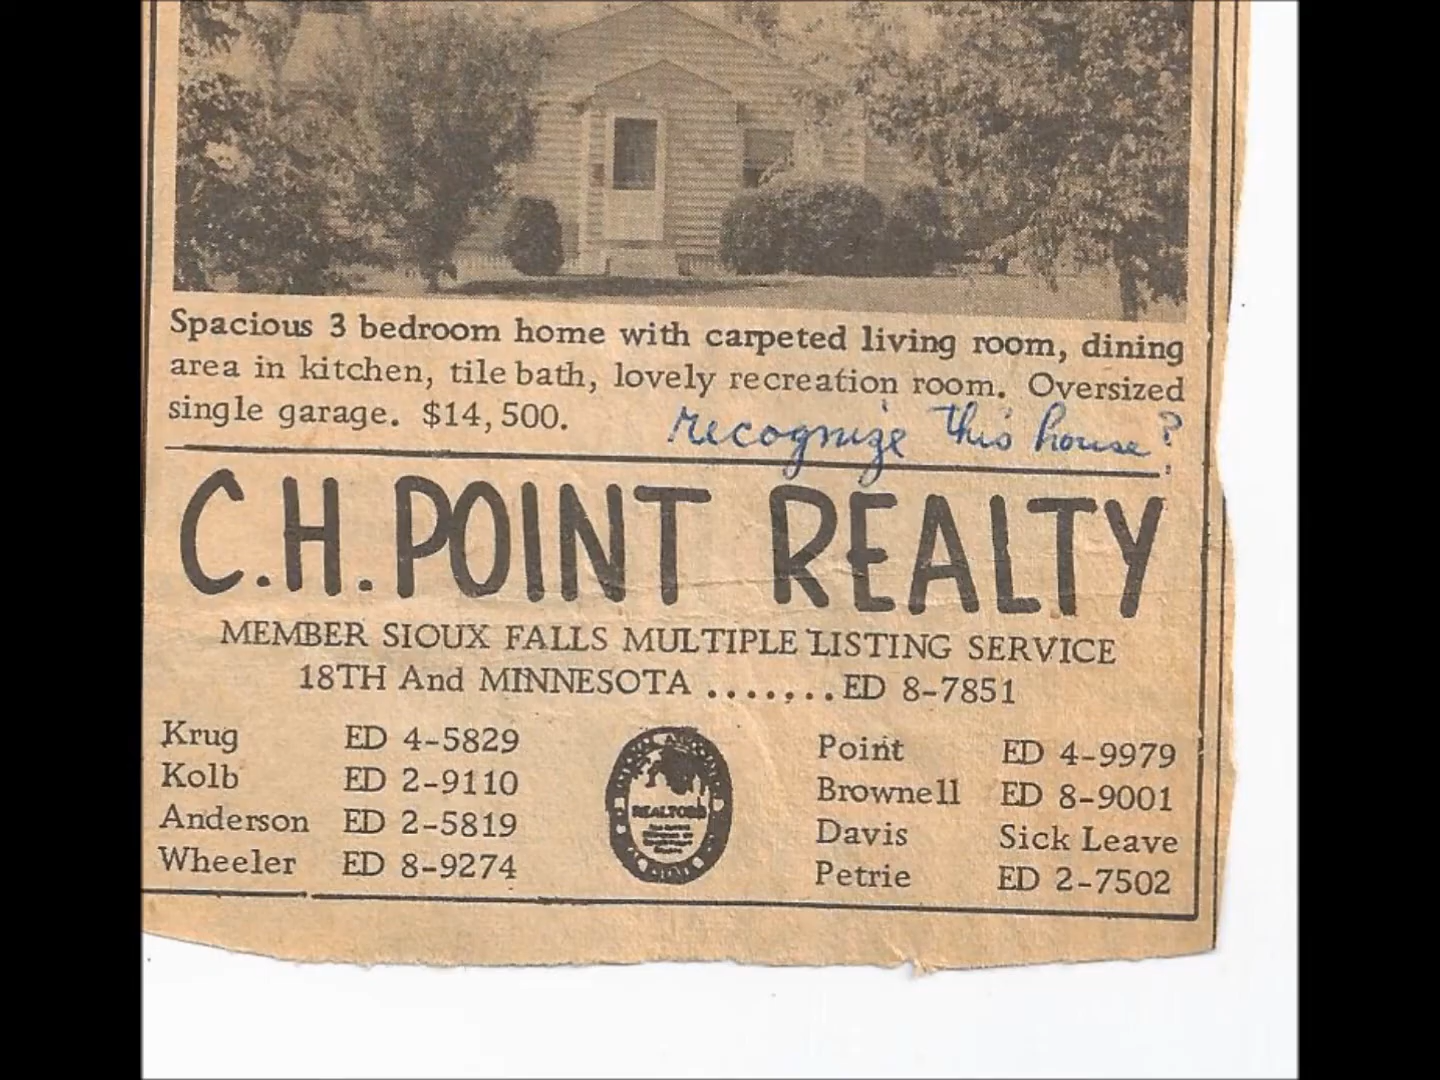 Spacious 3 bedroom home with carpeted living room, dining
area in kitchen, tile bath, lovely recreation room. Oversized
single garage. $14,500.
recognize this house?
C.H. POINT REALTY
MEMBER SIOUX FALLS MULTIPLE LISTING SERVICE
18TH And MINNESOTA .......ED 8-7851
Krug ED 4-5829
Kolb ED 2-9110
Anderson ED 2-5819
Wheeler ED 8-9274
REALTORS
Point ED 4-9979
Brownell ED 8-9001
Davis Sick Leave
Petrie ED 2-7502